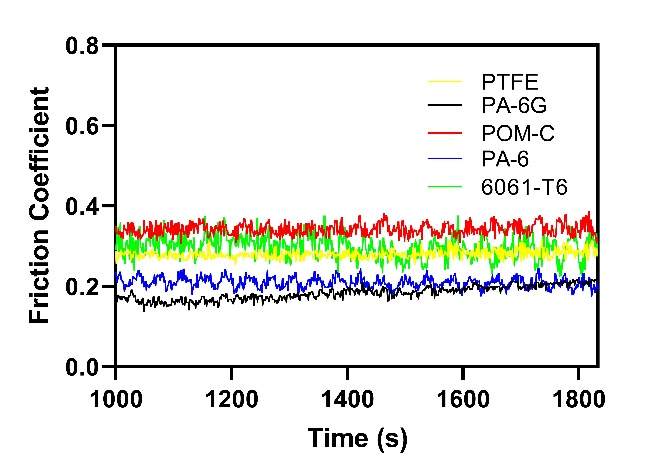 0.8
0.6
0.4
0.2
0.0
Friction Coefficient
PTFE
PA-6G
POM-C
PA-6
6061-T6
1000 1200 1400 1600 1800
Time (s)